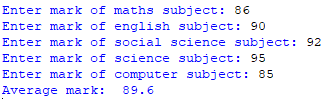 Enter mark of maths subject: 86
Enter mark of english subject: 90
Enter mark of social science subject: 92
Enter mark of science subject: 95
Enter mark of computer subject: 85
Average mark:  89.6